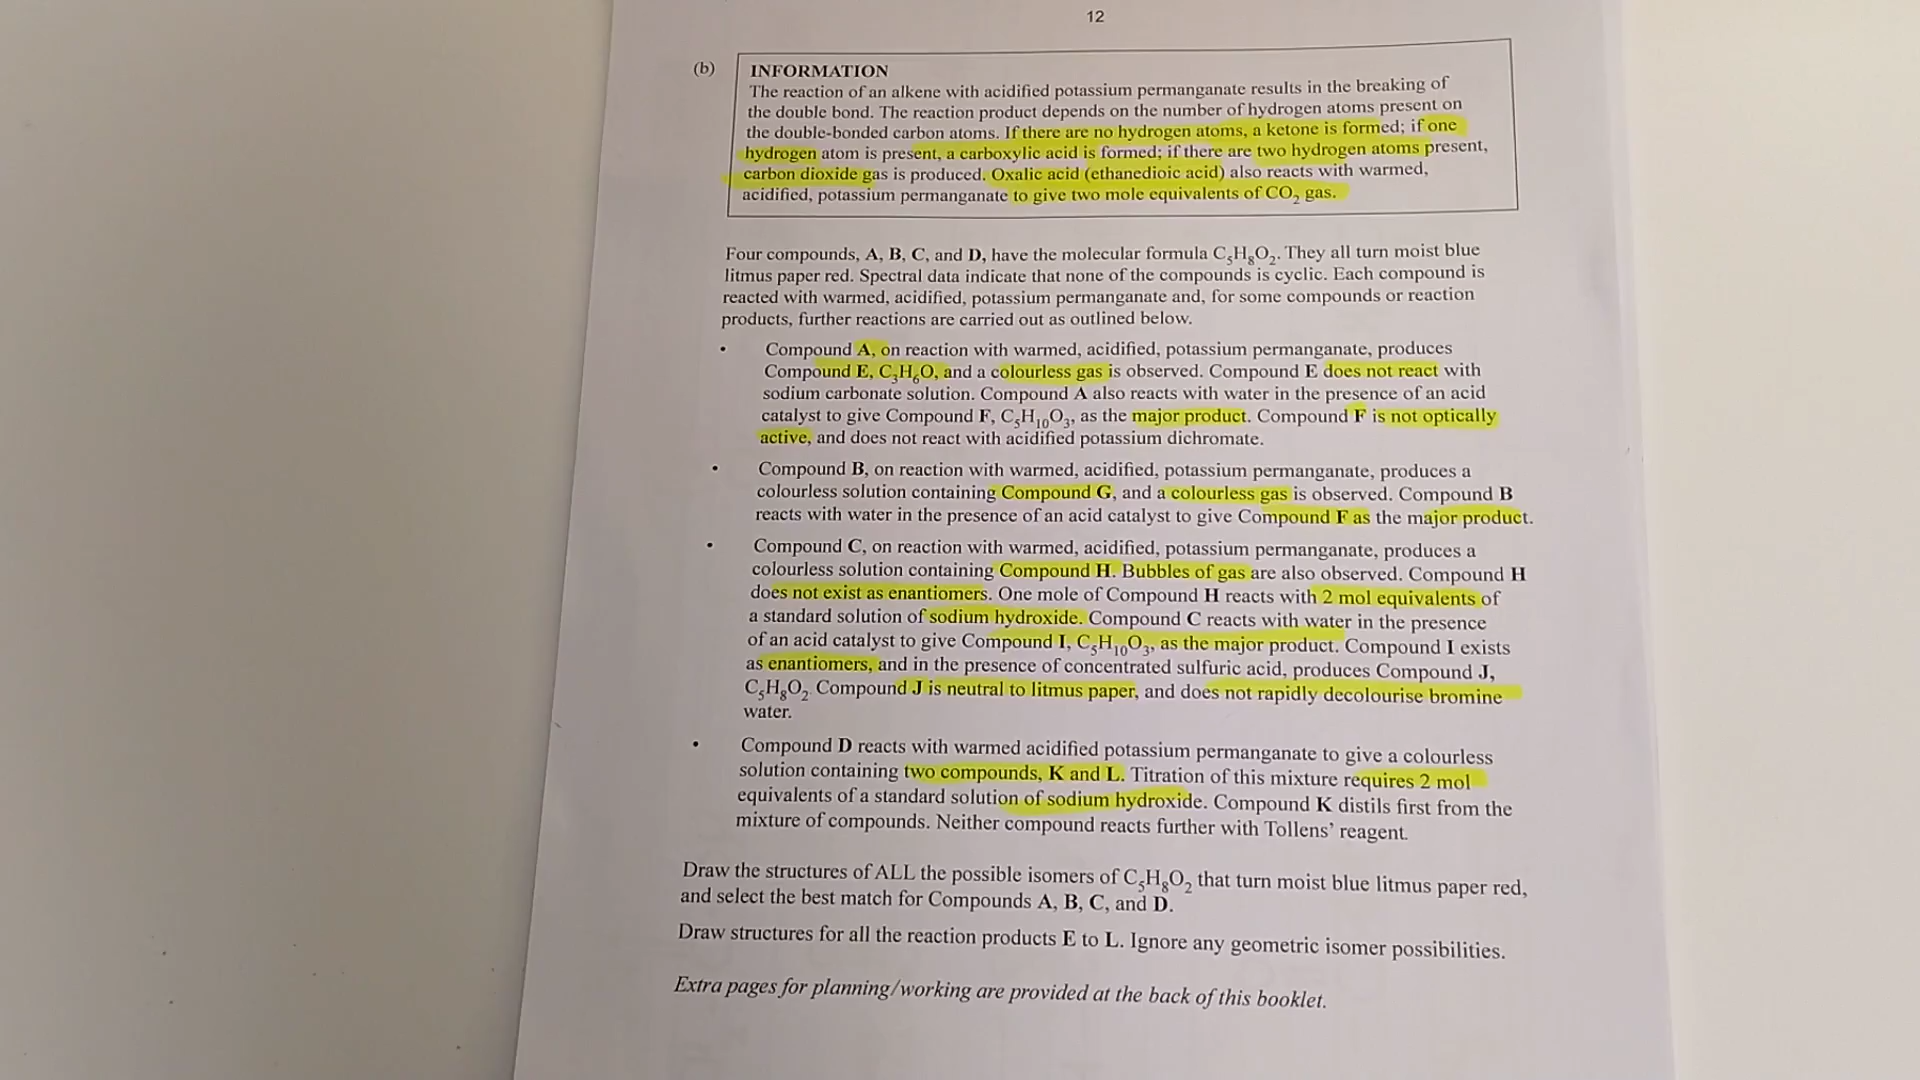 12
(b)
INFORMATION
The reaction of an alkene with acidified potassium permanganate results in the breaking of
the double bond. The reaction product depends on the number of hydrogen atoms present on
the double-bonded carbon atoms. If there are no hydrogen atoms, a ketone is formed; if one
hydrogen atom is present, a carboxylic acid is formed; if there are two hydrogen atoms present,
carbon dioxide gas is produced. Oxalic acid (ethanedioic acid) also reacts with warmed,
acidified, potassium permanganate to give two mole equivalents of CO₂ gas.
Four compounds, A, B, C, and D, have the molecular formula C₅H₈O₂. They all turn moist blue
litmus paper red. Spectral data indicate that none of the compounds is cyclic. Each compound is
reacted with warmed, acidified, potassium permanganate and, for some compounds or reaction
products, further reactions are carried out as outlined below.
• Compound A, on reaction with warmed, acidified, potassium permanganate, produces
Compound E, C₃H₆O, and a colourless gas is observed. Compound E does not react with
sodium carbonate solution. Compound A also reacts with water in the presence of an acid
catalyst to give Compound F, C₅H₁₀O₃, as the major product. Compound F is not optically
active, and does not react with acidified potassium dichromate.
• Compound B, on reaction with warmed, acidified, potassium permanganate, produces a
colourless solution containing Compound G, and a colourless gas is observed. Compound B
reacts with water in the presence of an acid catalyst to give Compound F as the major product.
• Compound C, on reaction with warmed, acidified, potassium permanganate, produces a
colourless solution containing Compound H. Bubbles of gas are also observed. Compound H
does not exist as enantiomers. One mole of Compound H reacts with 2 mol equivalents of
a standard solution of sodium hydroxide. Compound C reacts with water in the presence
of an acid catalyst to give Compound I, C₅H₁₀O₃, as the major product. Compound I exists
as enantiomers, and in the presence of concentrated sulfuric acid, produces Compound J,
C₅H₈O₂. Compound J is neutral to litmus paper, and does not rapidly decolourise bromine
water.
• Compound D reacts with warmed acidified potassium permanganate to give a colourless
solution containing two compounds, K and L. Titration of this mixture requires 2 mol
equivalents of a standard solution of sodium hydroxide. Compound K distils first from the
mixture of compounds. Neither compound reacts further with Tollens' reagent.
Draw the structures of ALL the possible isomers of C₅H₈O₂ that turn moist blue litmus paper red,
and select the best match for Compounds A, B, C, and D.
Draw structures for all the reaction products E to L. Ignore any geometric isomer possibilities.
Extra pages for planning/working are provided at the back of this booklet.